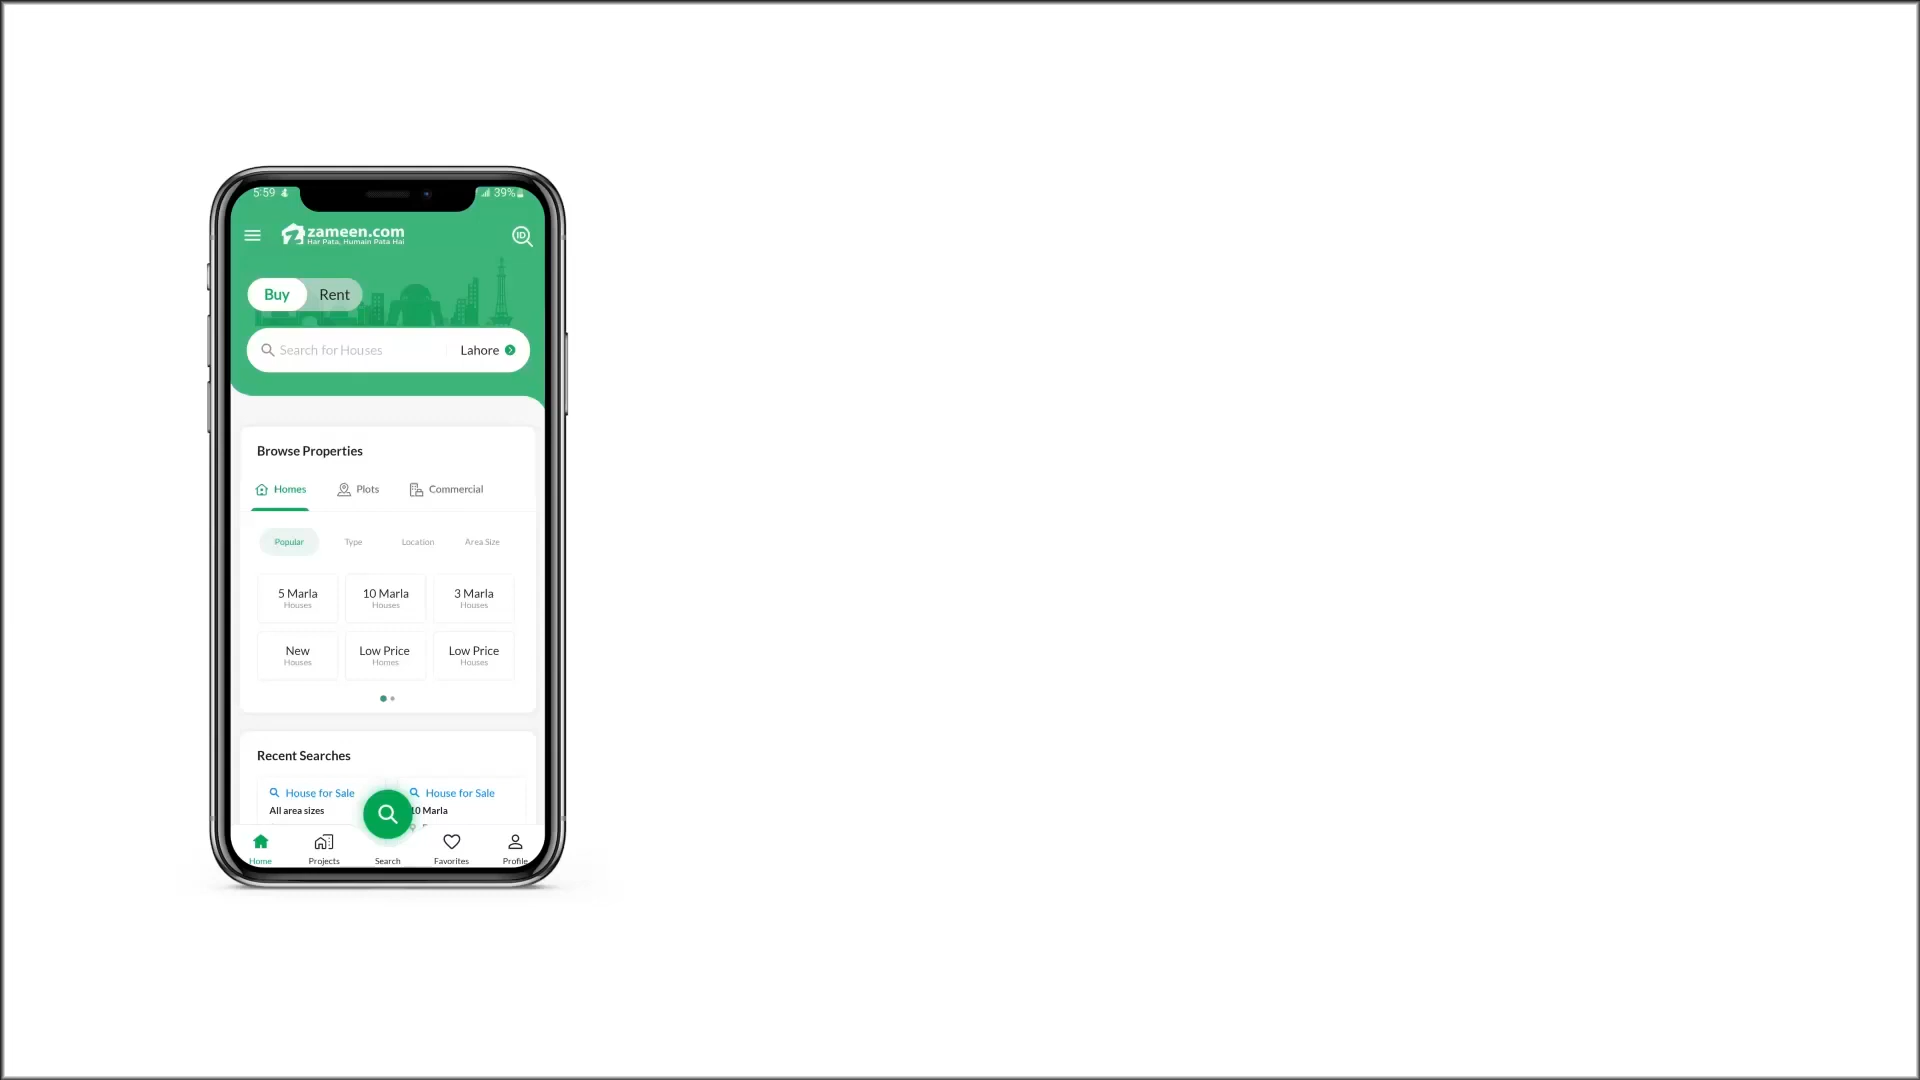 5:59
39%
zameen.com
Har Pata, Humain Pata Hai
ID
Buy Rent
Search for Houses Lahore
Browse Properties
Homes Plots Commercial
Popular Type Location Area Size
5 Marla 10 Marla 3 Marla
Houses Houses Houses
New Low Price Low Price
Houses Homes Houses
Recent Searches
House for Sale House for Sale
All area sizes 10 Marla
Home Projects Search Favorites Profile